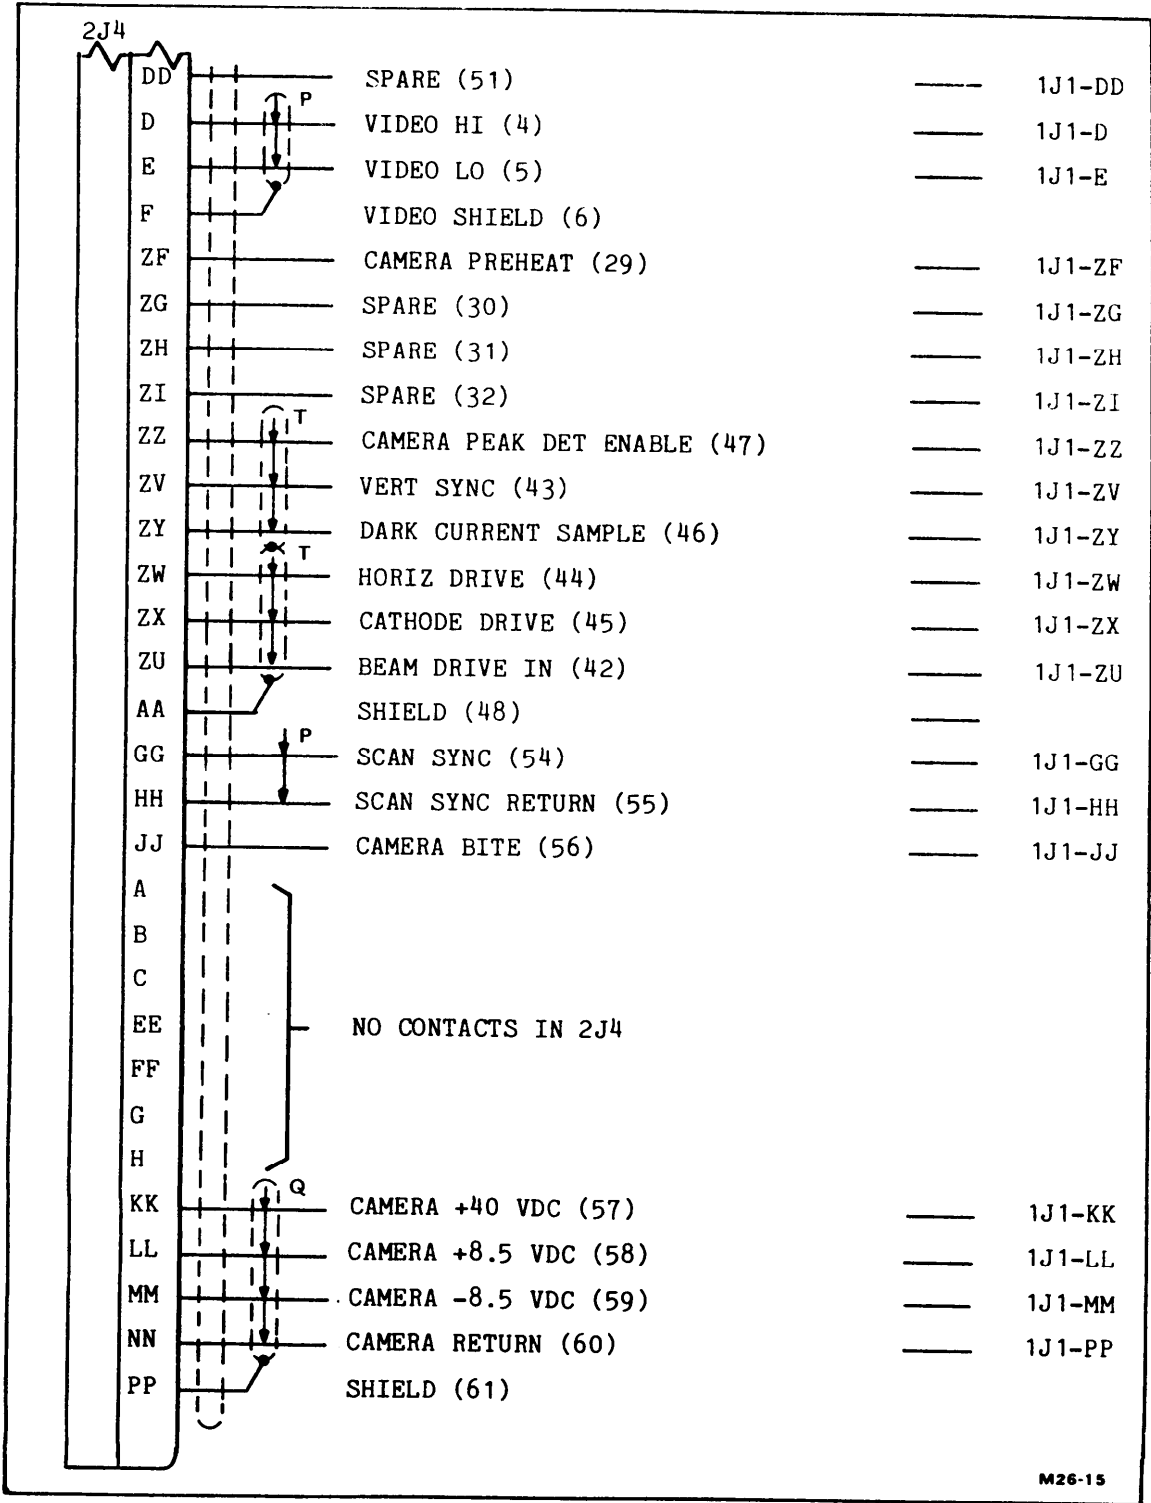 2J4
DD SPARE (51) 1J1-DD
P
D VIDEO HI (4) 1J1-D
E VIDEO LO (5) 1J1-E
F VIDEO SHIELD (6)
ZF CAMERA PREHEAT (29) 1J1-ZF
ZG SPARE (30) 1J1-ZG
ZH SPARE (31) 1J1-ZH
ZI SPARE (32) 1J1-ZI
T
ZZ CAMERA PEAK DET ENABLE (47) 1J1-ZZ
ZV VERT SYNC (43) 1J1-ZV
ZY DARK CURRENT SAMPLE (46) 1J1-ZY
T
ZW HORIZ DRIVE (44) 1J1-ZW
ZX CATHODE DRIVE (45) 1J1-ZX
ZU BEAM DRIVE IN (42) 1J1-ZU
AA SHIELD (48)
P
GG SCAN SYNC (54) 1J1-GG
HH SCAN SYNC RETURN (55) 1J1-HH
JJ CAMERA BITE (56) 1J1-JJ
A
B
C
EE NO CONTACTS IN 2J4
FF
G
H
Q
KK CAMERA +40 VDC (57) 1J1-KK
LL CAMERA +8.5 VDC (58) 1J1-LL
MM CAMERA -8.5 VDC (59) 1J1-MM
NN CAMERA RETURN (60) 1J1-PP
PP SHIELD (61)
M26-15